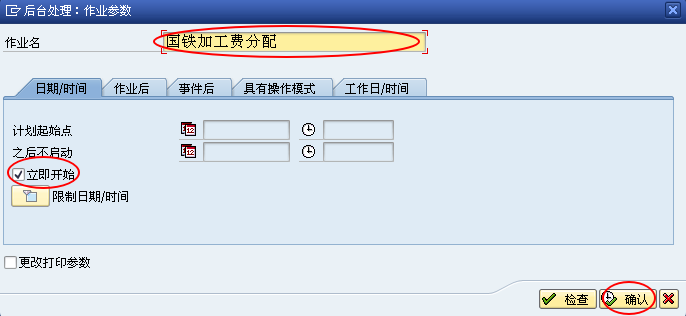 后台处理：作业参数
作业名 国铁加工费分配
日期/时间 作业后 事件后 具有操作模式 工作日/时间
计划起始点
之后不启动
立即开始
限制日期/时间
更改打印参数
检查 确认